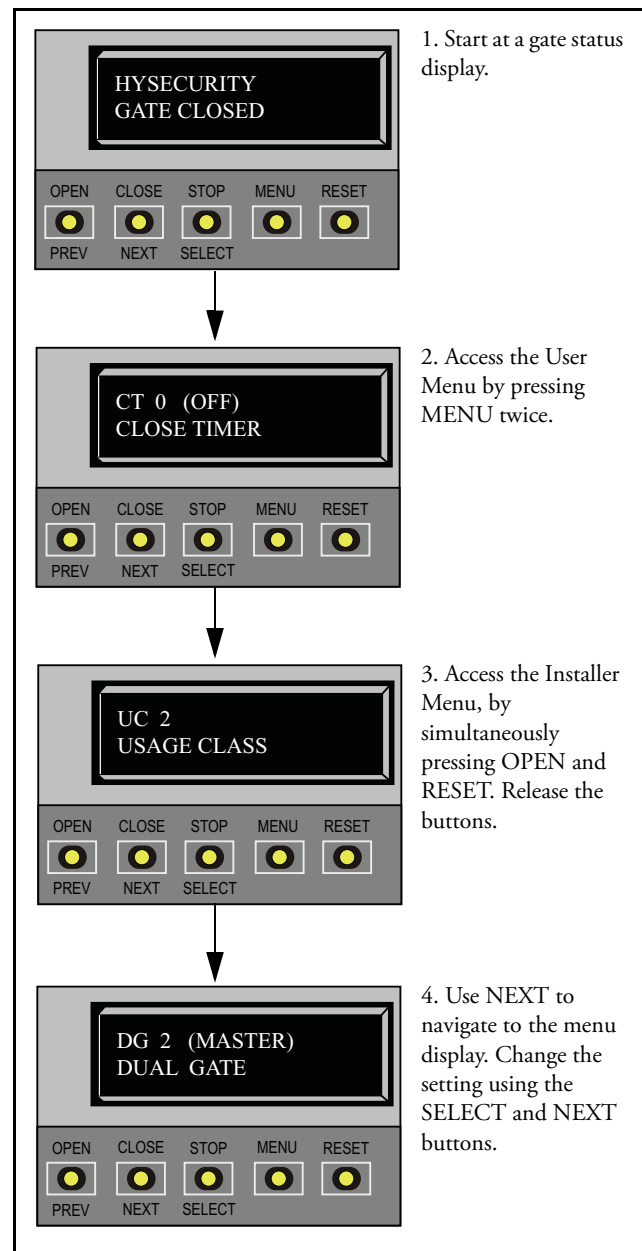 HYSECURITY
GATE CLOSED
OPEN CLOSE STOP MENU RESET
PREV NEXT SELECT
1. Start at a gate status
display.
CT 0 (OFF)
CLOSE TIMER
OPEN CLOSE STOP MENU RESET
PREV NEXT SELECT
2. Access the User
Menu by pressing
MENU twice.
UC 2
USAGE CLASS
OPEN CLOSE STOP MENU RESET
PREV NEXT SELECT
3. Access the Installer
Menu, by
simultaneously
pressing OPEN and
RESET. Release the
buttons.
DG 2 (MASTER)
DUAL GATE
OPEN CLOSE STOP MENU RESET
PREV NEXT SELECT
4. Use NEXT to
navigate to the menu
display. Change the
setting using the
SELECT and NEXT
buttons.